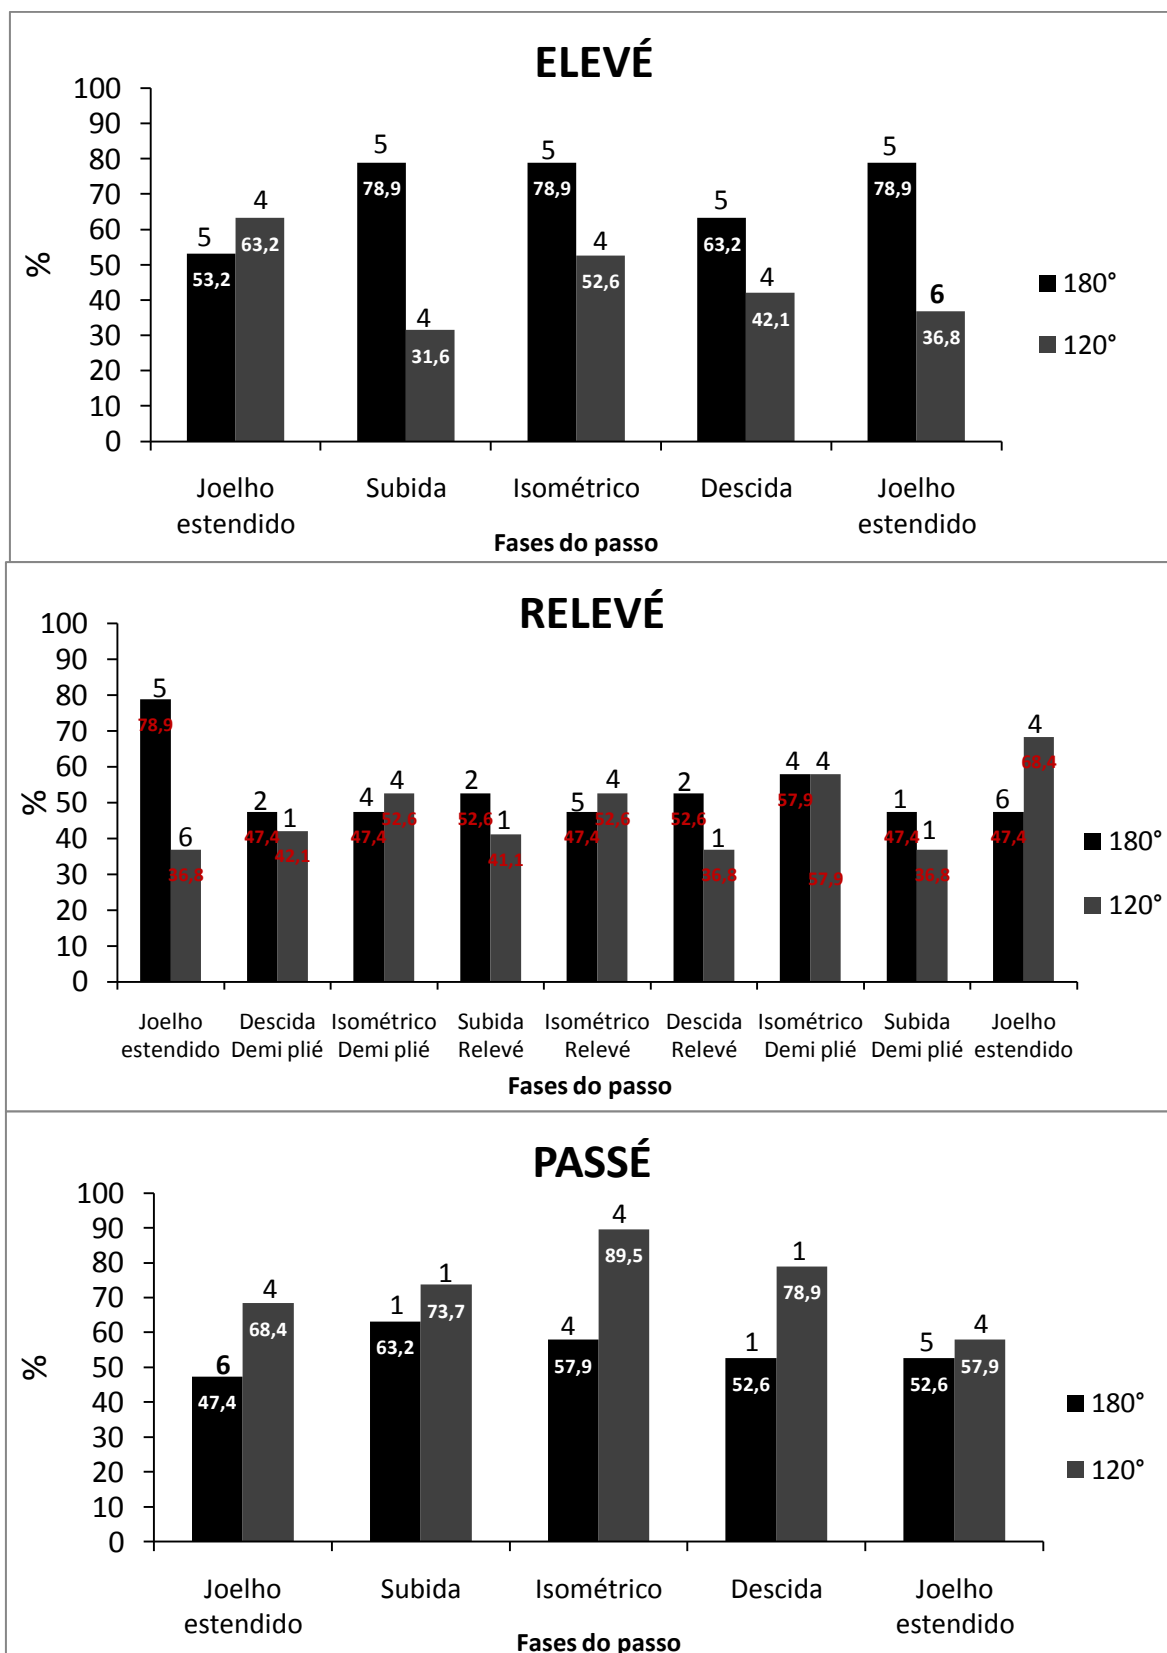 ELEVÉ
100
90
80
70
60
50
40
30
20
10
0
%
5 4 5 4 5 4 5 4 5 6
53,2 63,2 78,9 31,6 78,9 52,6 63,2 42,1 78,9 36,8
180°
120°
Joelho estendido
Subida
Isométrico
Descida
Joelho estendido
Fases do passo
RELEVÉ
100
90
80
70
60
50
40
30
20
10
0
%
5 6 2 1 4 4 2 1 5 4 2 1 4 4 1 1 6 4
78,9 36,8 47,4 42,1 47,4 52,6 52,6 41,1 47,4 52,6 52,6 36,8 57,9 57,9 47,4 36,8 47,4 68,4
180°
120°
Joelho estendido
Descida Demi plié
Isométrico Demi plié
Subida Relevé
Isométrico Relevé
Descida Relevé
Isométrico Demi plié
Subida Demi plié
Joelho estendido
Fases do passo
PASSÉ
100
90
80
70
60
50
40
30
20
10
0
%
6 4 1 1 4 4 1 1 5 4
47,4 68,4 63,2 73,7 57,9 89,5 52,6 78,9 52,6 57,9
180°
120°
Joelho estendido
Subida
Isométrico
Descida
Joelho estendido
Fases do passo